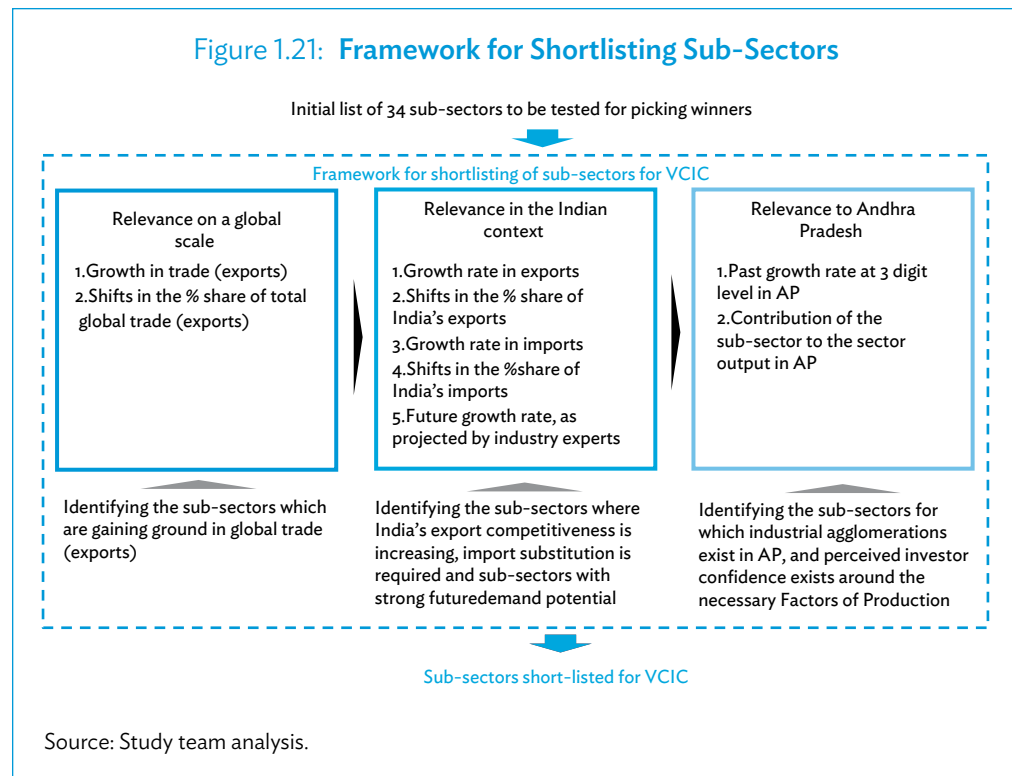 Figure 1.21: Framework for Shortlisting Sub-Sectors
Initial list of 34 sub-sectors to be tested for picking winners
Framework for shortlisting of sub-sectors for VCIC
Relevance on a global
scale
1.Growth in trade (exports)
2.Shifts in the % share of total
global trade (exports)
Relevance in the Indian
context
1.Growth rate in exports
2.Shifts in the % share of
India's exports
3.Growth rate in imports
4.Shifts in the %share of
India's imports
5.Future growth rate, as
projected by industry experts
Relevance to Andhra
Pradesh
1.Past growth rate at 3 digit
level in AP
2.Contribution of the
sub-sector to the sector
output in AP
Identifying the sub-sectors which
are gaining ground in global trade
(exports)
Identifying the sub-sectors where
India's export competitiveness is
increasing, import substitution is
required and sub-sectors with
strong futuredemand potential
Identifying the sub-sectors for
which industrial agglomerations
exist in AP, and perceived investor
confidence exists around the
necessary Factors of Production
Sub-sectors short-listed for VCIC
Source: Study team analysis.